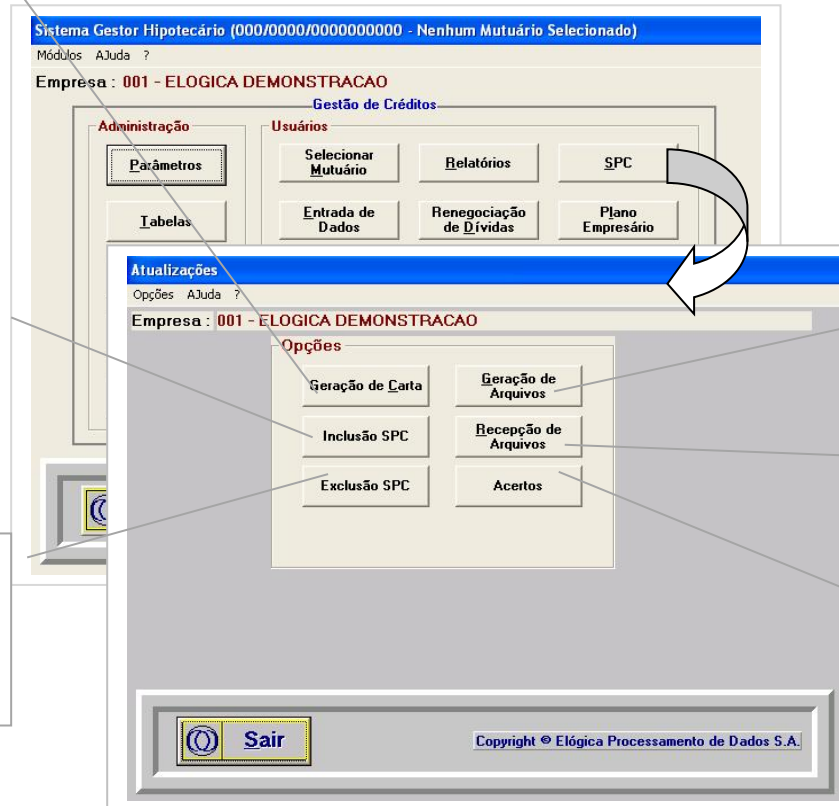 Sistema Gestor Hipotecário (000/0000/0000000000 - Nenhum Mutuário Selecionado)
Módulos AJuda ?
Empresa : 001 - ELOGICA DEMONSTRACAO
Gestão de Créditos
Administração
Usuários
Parâmetros
Selecionar
Mutuário
Relatórios
SPC
Tabelas
Entrada de
Dados
Renegociação
de Dívidas
Plano
Empresário
Atualizações
Opções AJuda ?
Empresa : 001 - ELOGICA DEMONSTRACAO
Opções
Geração de Carta
Geração de
Arquivos
Inclusão SPC
Recepção de
Arquivos
Exclusão SPC
Acertos
Sair
Copyright © Elógica Processamento de Dados S.A.